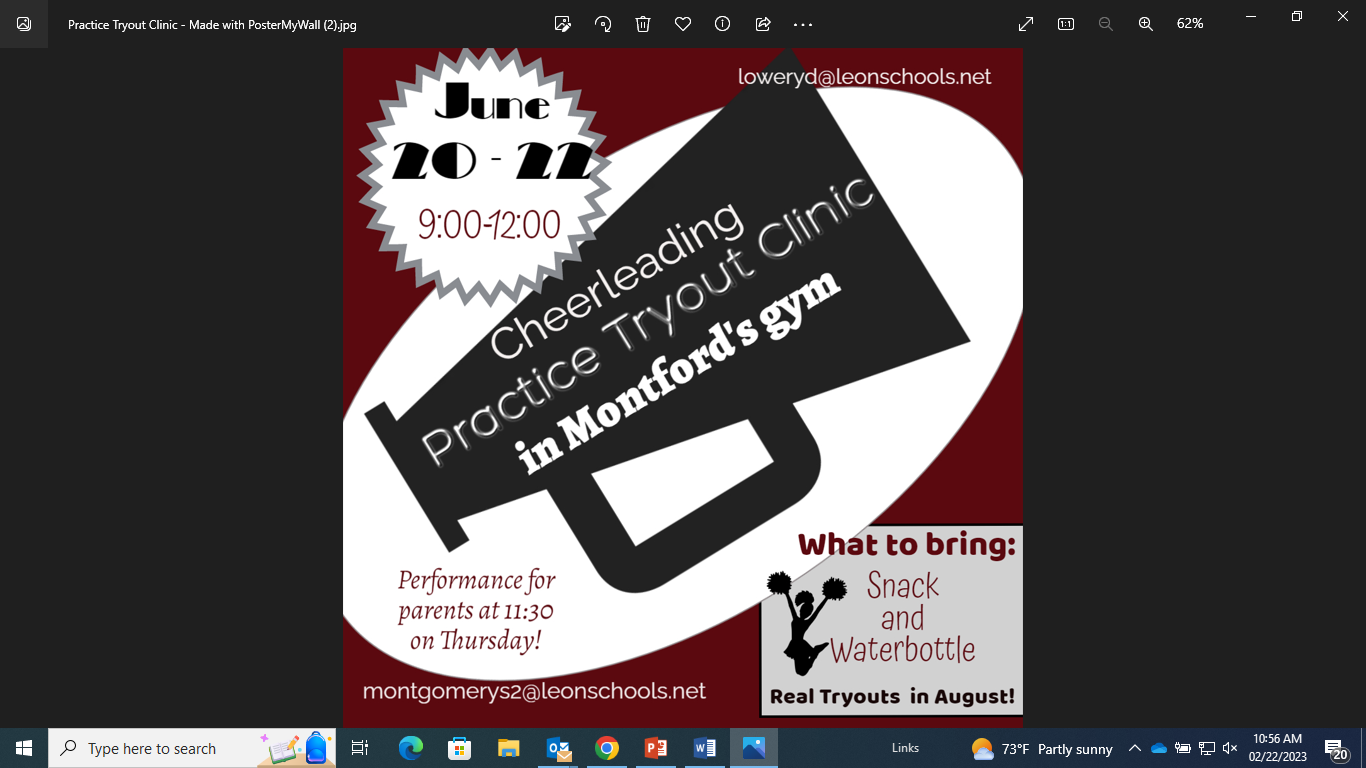 Practice Tryout Clinic - Made with PosterMyWall (2).jpg
1:1
62%
loweryd@leonschools.net
June
20 - 22
9:00-12:00
Cheerleading
Practice Tryout Clinic
in Montford's gym
Performance for
parents at 11:30
on Thursday!
montgomerys2@leonschools.net
What to bring:
Snack
and
Waterbottle
Real Tryouts in August!
Type here to search
Links
73°F Partly sunny
10:56 AM
02/22/2023
20